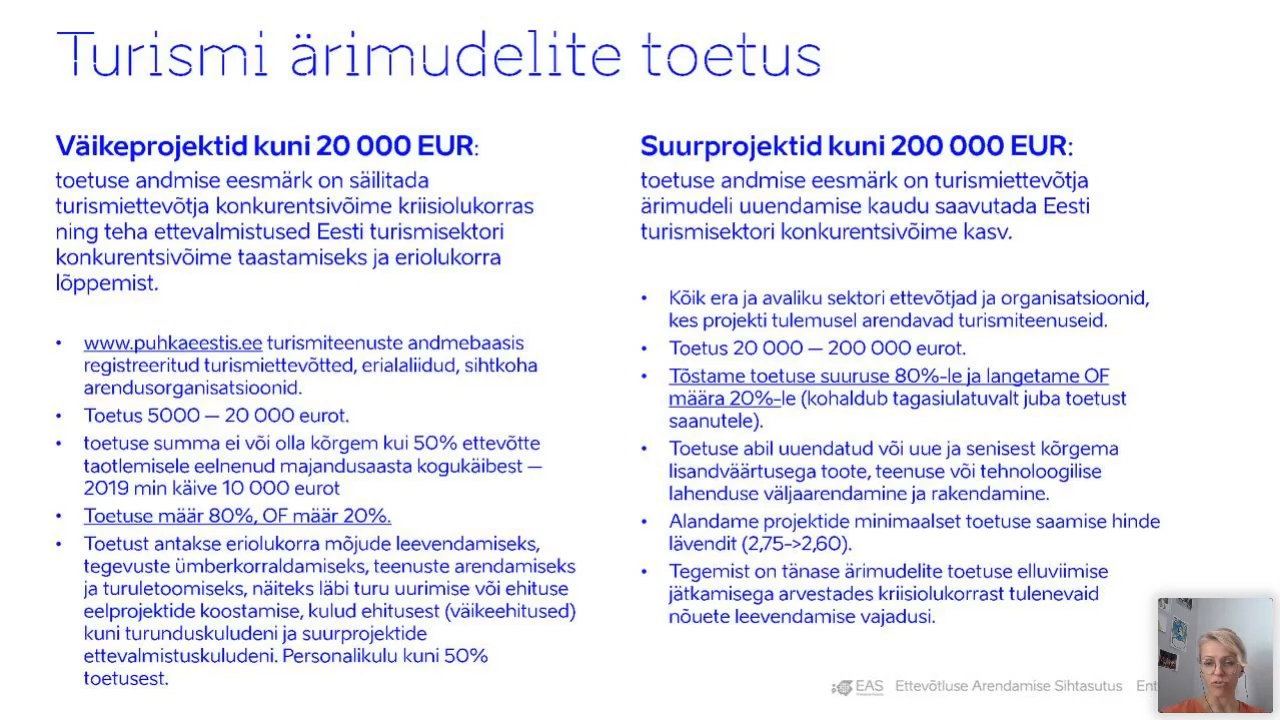 Turismi ärimudelite toetus
Väikeprojektid kuni 20 000 EUR:
toetuse andmise eesmärk on säilitada
turismiettevõtja konkurentsivõime kriisiolukorras
ning teha ettevalmistused Eesti turismisektori
konkurentsivõime taastamiseks ja eriolukorra
lõppemist.
• www.puhkaeestis.ee turismiteenuste andmebaasis
registreeritud turismiettevõtted, erialaliidud, sihtkoha
arendusorganisatsioonid.
• Toetus 5000 – 20 000 eurot.
• toetuse summa ei või olla kõrgem kui 50% ettevõtte
taotlemisele eelnenud majandusaasta kogukäibest –
2019 min käive 10 000 eurot
• Toetuse määr 80%, OF määr 20%.
• Toetust antakse eriolukorra mõjude leevendamiseks,
tegevuste ümberkorraldamiseks, teenuste arendamiseks
ja turuletoomiseks, näiteks läbi turu uurimise või ehituse
eelprojektide koostamise, kulud ehitusest (väikeehitused)
kuni turunduskuludeni ja suurprojektide
ettevalmistuskuludeni. Personalikulu kuni 50%
toetusest.
Suurprojektid kuni 200 000 EUR:
toetuse andmise eesmärk on turismiettevõtja
ärimudeli uuendamise kaudu saavutada Eesti
turismisektori konkurentsivõime kasv.
• Kõik era ja avaliku sektori ettevõtjad ja organisatsioonid,
kes projekti tulemusel arendavad turismiteenuseid.
• Toetus 20 000 – 200 000 eurot.
• Tõstame toetuse suuruse 80%-le ja langetame OF
määra 20%-le (kohaldub tagasiulatuvalt juba toetust
saanutele).
• Toetuse abil uuendatud või uue ja senisest kõrgema
lisandväärtusega toote, teenuse või tehnoloogilise
lahenduse väljaarendamine ja rakendamine.
• Alandame projektide minimaalset toetuse saamise hinde
lävendit (2,75->2,60).
• Tegemist on tänase ärimudelite toetuse elluviimise
jätkamisega arvestades kriisiolukorrast tulenevaid
nõuete leevendamise vajadusi.
EAS Ettevõtluse Arendamise Sihtasutus Ent